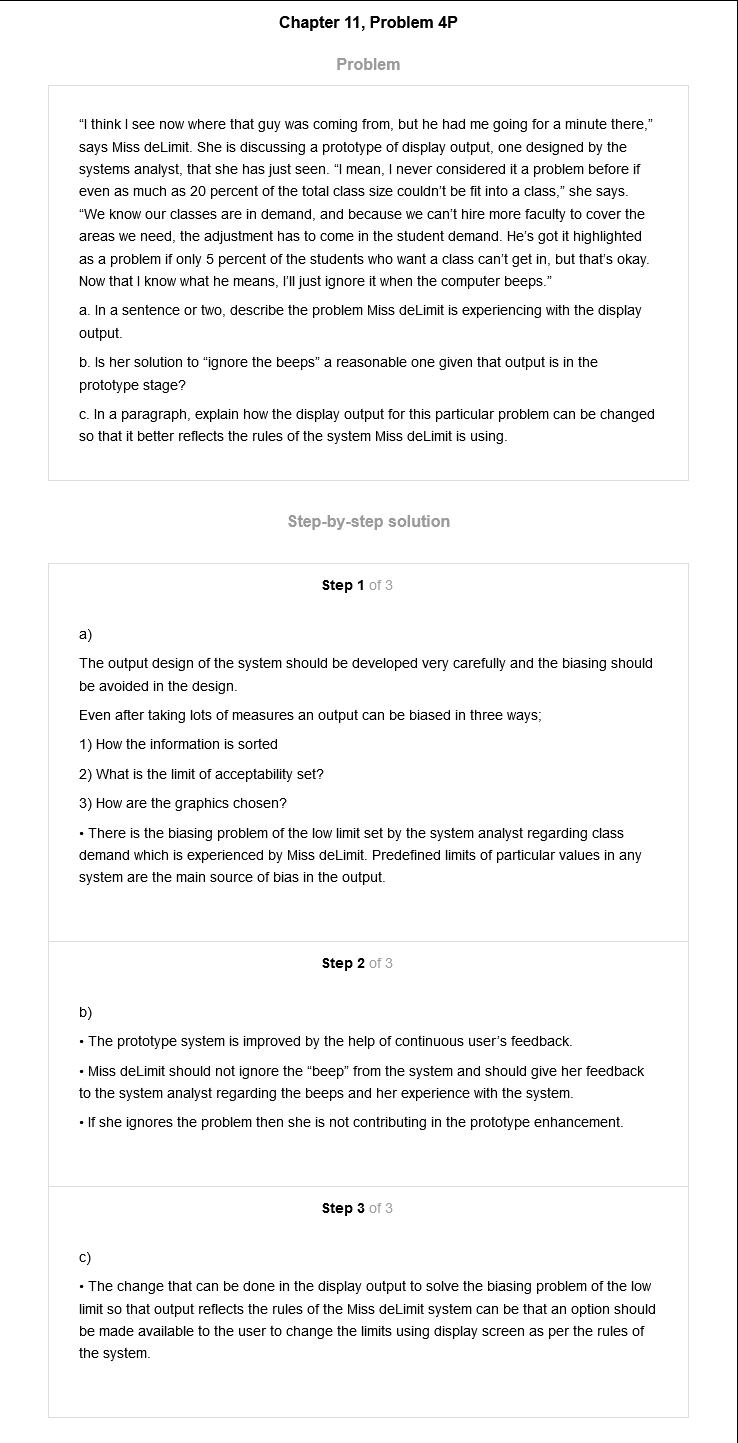 Chapter 11, Problem 4P
Problem
“I think I see now where that guy was coming from, but he had me going for a minute there,”
says Miss deLimit. She is discussing a prototype of display output, one designed by the
systems analyst, that she has just seen. “I mean, I never considered it a problem before if
even as much as 20 percent of the total class size couldn’t be fit into a class,” she says.
“We know our classes are in demand, and because we can’t hire more faculty to cover the
areas we need, the adjustment has to come in the student demand. He’s got it highlighted
as a problem if only 5 percent of the students who want a class can’t get in, but that’s okay.
Now that I know what he means, I’ll just ignore it when the computer beeps.”
a. In a sentence or two, describe the problem Miss deLimit is experiencing with the display
output.
b. Is her solution to “ignore the beeps” a reasonable one given that output is in the
prototype stage?
c. In a paragraph, explain how the display output for this particular problem can be changed
so that it better reflects the rules of the system Miss deLimit is using.
Step-by-step solution
Step 1 of 3
a)
The output design of the system should be developed very carefully and the biasing should
be avoided in the design.
Even after taking lots of measures an output can be biased in three ways;
1) How the information is sorted
2) What is the limit of acceptability set?
3) How are the graphics chosen?
• There is the biasing problem of the low limit set by the system analyst regarding class
demand which is experienced by Miss deLimit. Predefined limits of particular values in any
system are the main source of bias in the output.
Step 2 of 3
b)
• The prototype system is improved by the help of continuous user’s feedback.
• Miss deLimit should not ignore the “beep” from the system and should give her feedback
to the system analyst regarding the beeps and her experience with the system.
• If she ignores the problem then she is not contributing in the prototype enhancement.
Step 3 of 3
c)
• The change that can be done in the display output to solve the biasing problem of the low
limit so that output reflects the rules of the Miss deLimit system can be that an option should
be made available to the user to change the limits using display screen as per the rules of
the system.